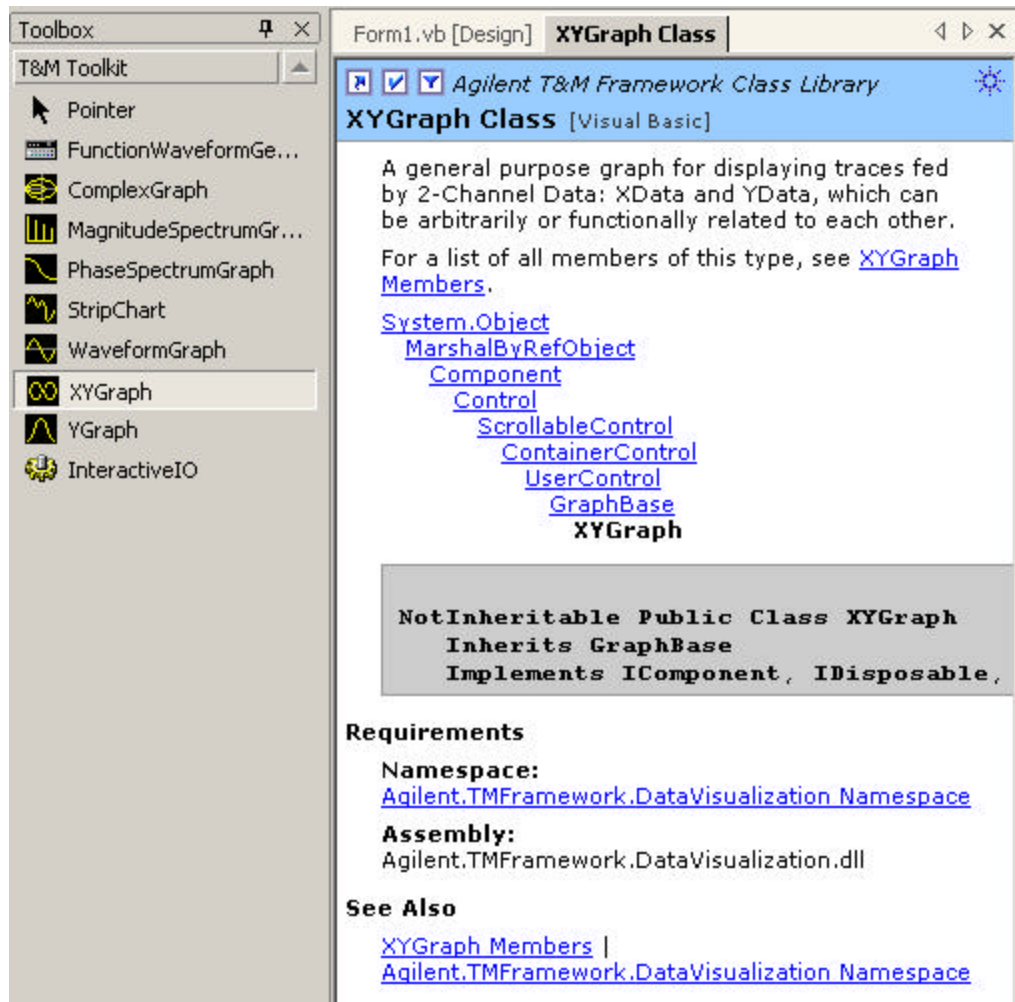 Toolbox
T&M Toolkit
Pointer
FunctionWaveformGe...
ComplexGraph
MagnitudeSpectrumGr...
PhaseSpectrumGraph
StripChart
WaveformGraph
XYGraph
YGraph
InteractiveIO
Form1.vb [Design] XYGraph Class
Agilent T&M Framework Class Library
XYGraph Class [Visual Basic]
A general purpose graph for displaying traces fed
by 2-Channel Data: XData and YData, which can
be arbitrarily or functionally related to each other.
For a list of all members of this type, see XYGraph
Members.
System.Object
MarshalByRefObject
Component
Control
ScrollableControl
ContainerControl
UserControl
GraphBase
XYGraph
NotInheritable Public Class XYGraph
Inherits GraphBase
Implements IComponent, IDisposable,
Requirements
Namespace:
Agilent.TMFramework.DataVisualization Namespace
Assembly:
Agilent.TMFramework.DataVisualization.dll
See Also
XYGraph Members |
Agilent.TMFramework.DataVisualization Namespace